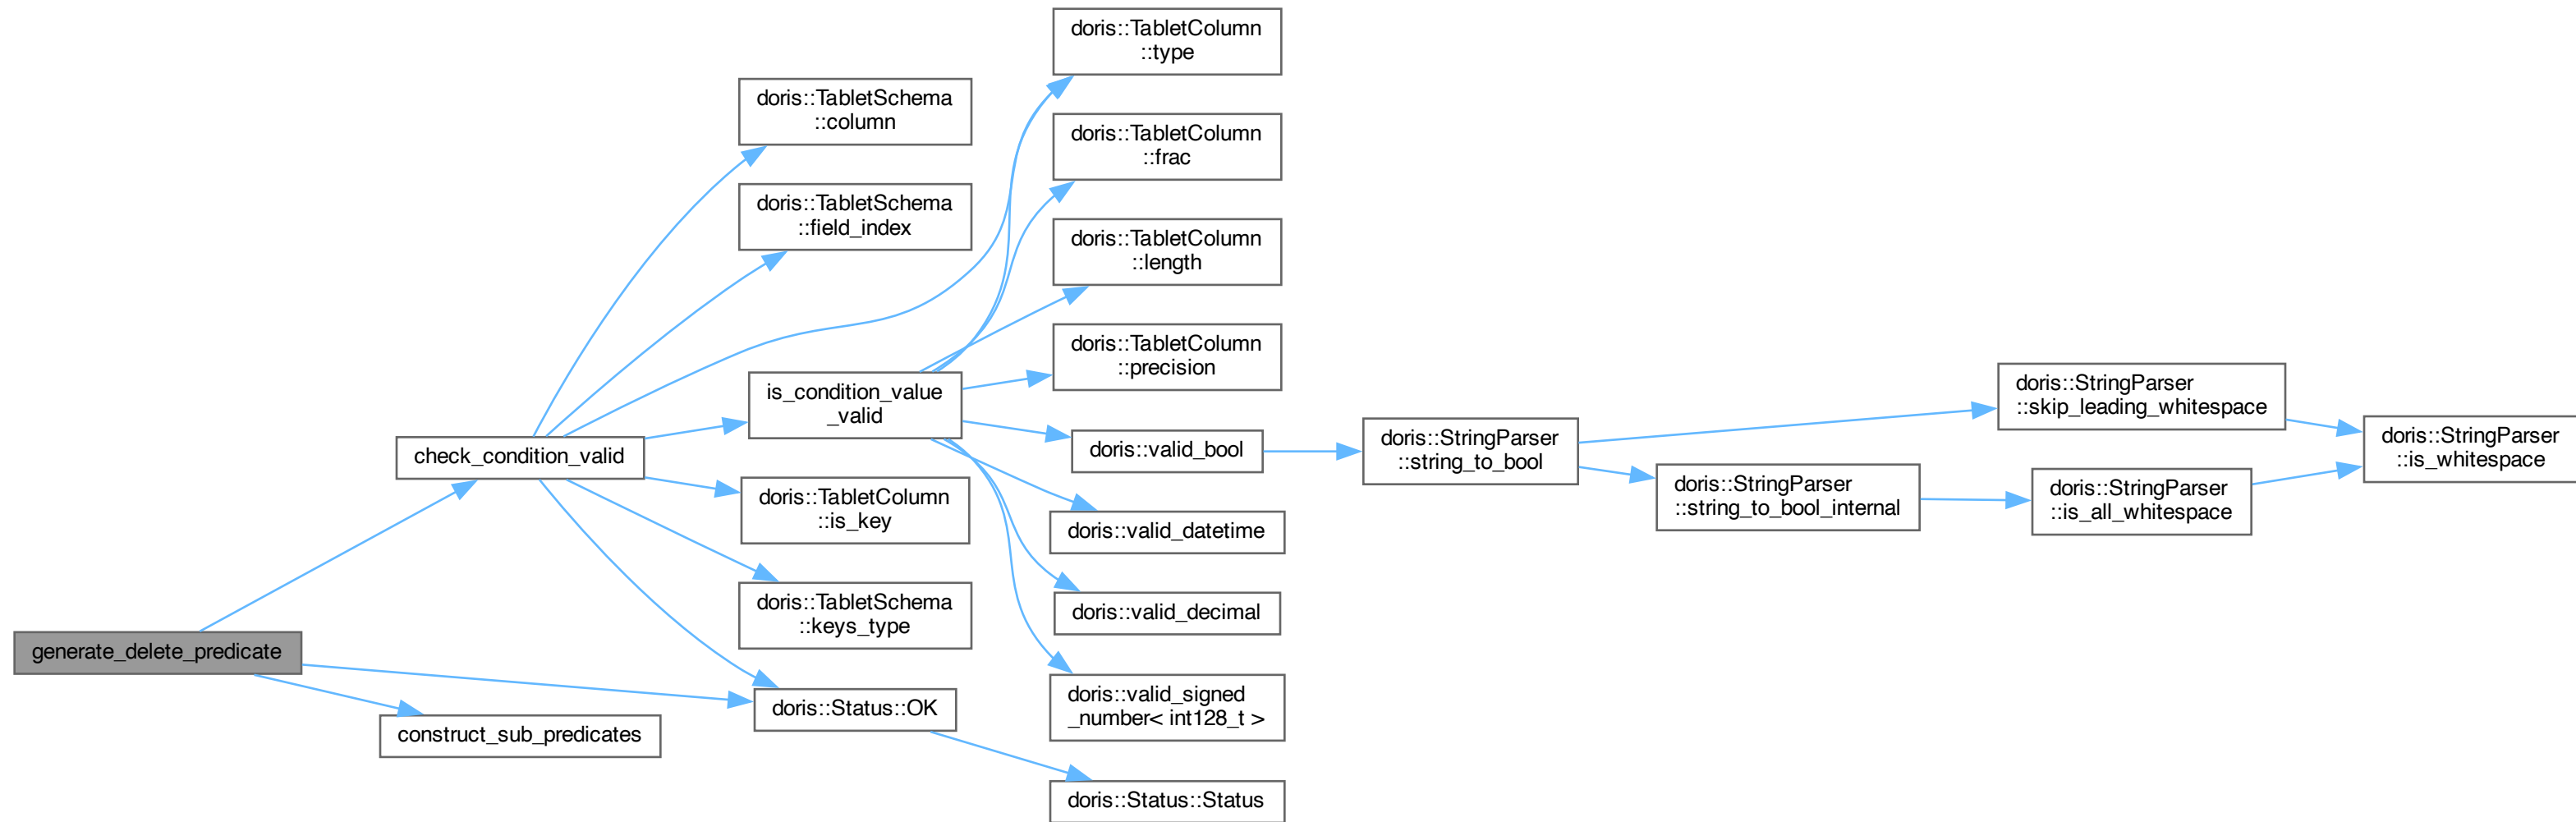 generate_delete_predicate
check_condition_valid
construct_sub_predicates
doris::TabletSchema
::column
doris::TabletSchema
::field_index
is_condition_value
_valid
doris::TabletColumn
::is_key
doris::TabletSchema
::keys_type
doris::Status::OK
doris::TabletColumn
::type
doris::TabletColumn
::frac
doris::TabletColumn
::length
doris::TabletColumn
::precision
doris::valid_bool
doris::valid_datetime
doris::valid_decimal
doris::valid_signed
_number< int128_t >
doris::Status::Status
doris::StringParser
::string_to_bool
doris::StringParser
::skip_leading_whitespace
doris::StringParser
::string_to_bool_internal
doris::StringParser
::is_all_whitespace
doris::StringParser
::is_whitespace